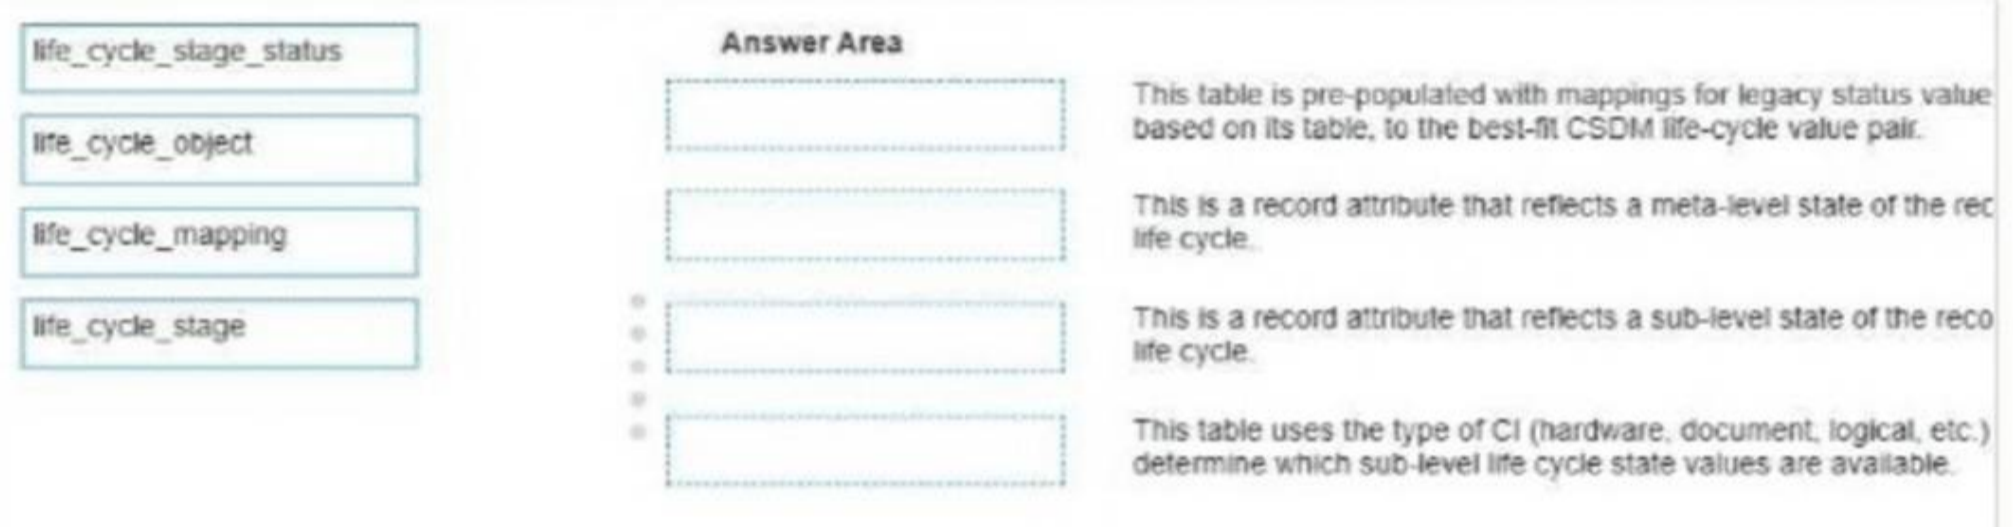 life_cycle_stage_status
life_cycle_object
life_cycle_mapping
life_cycle_stage
Answer Area
This table is pre-populated with mappings for legacy status value
based on its table, to the best-fit CSDM life-cycle value pair.
This is a record attribute that reflects a meta-level state of the rec
life cycle.
This is a record attribute that reflects a sub-level state of the reco
life cycle.
This table uses the type of CI (hardware, document, logical, etc.)
determine which sub-level life cycle state values are available.